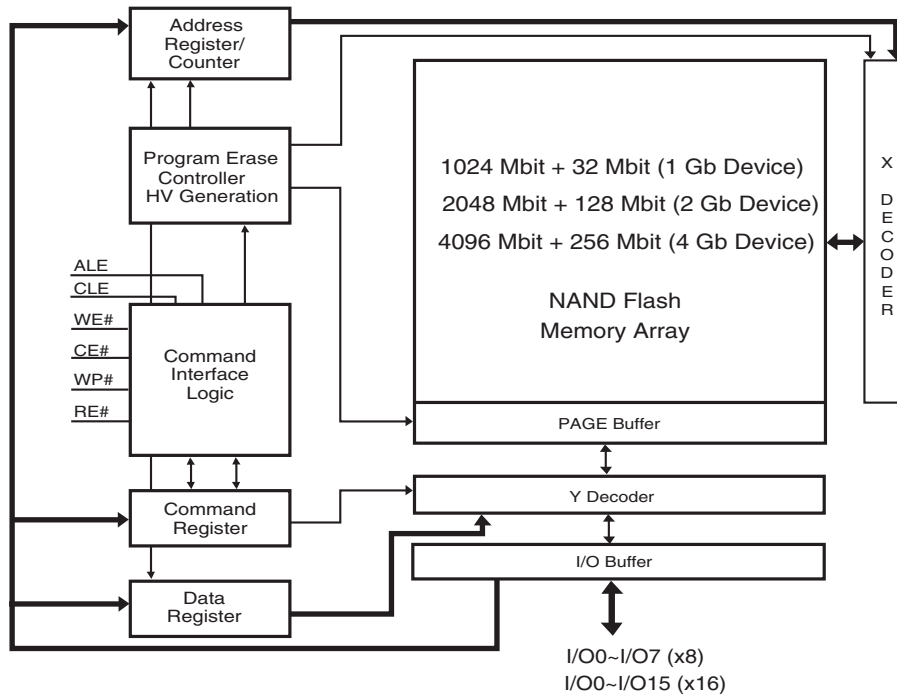 Address
Register/
Counter
Program Erase
Controller
HV Generation
ALE
CLE
WE#
CE#
WP#
RE#
Command
Interface
Logic
Command
Register
Data
Register
1024 Mbit + 32 Mbit (1 Gb Device)
2048 Mbit + 128 Mbit (2 Gb Device)
4096 Mbit + 256 Mbit (4 Gb Device)
NAND Flash
Memory Array
PAGE Buffer
Y Decoder
I/O Buffer
I/O0~I/O7 (x8)
I/O0~I/O15 (x16)
X
DECODER